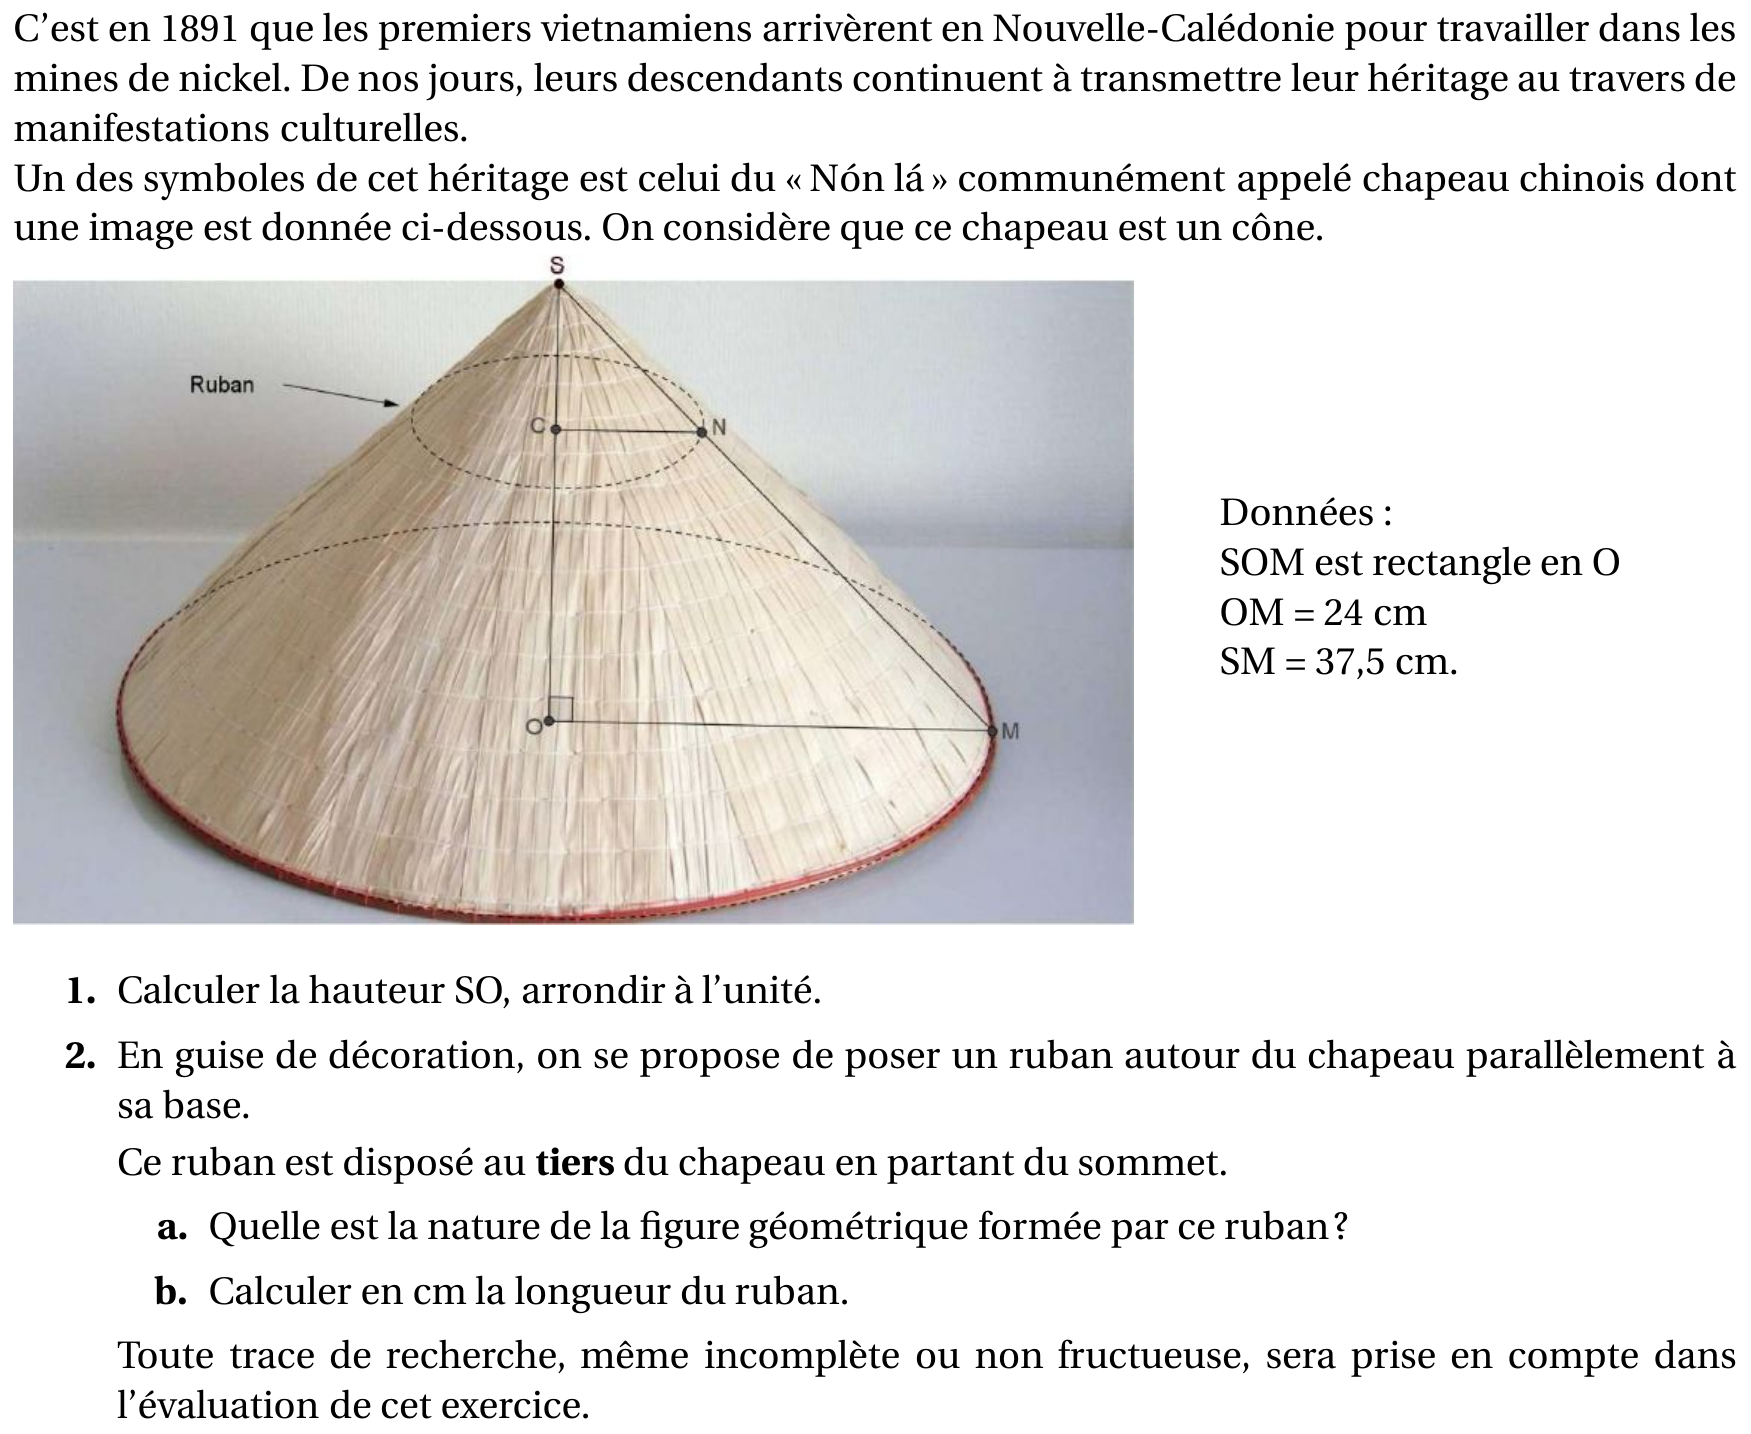 C’est en 1891 que les premiers vietnamiens arrivèrent en Nouvelle-Calédonie pour travailler dans les
mines de nickel. De nos jours, leurs descendants continuent à transmettre leur héritage au travers de
manifestations culturelles.
Un des symboles de cet héritage est celui du « Nón lá » communément appelé chapeau chinois dont
une image est donnée ci-dessous. On considère que ce chapeau est un cône.
S
Ruban
C
N
O
M
Données :
SOM est rectangle en O
OM = 24 cm
SM = 37,5 cm.
1. Calculer la hauteur SO, arrondir à l’unité.
2. En guise de décoration, on se propose de poser un ruban autour du chapeau parallèlement à
sa base.
Ce ruban est disposé au tiers du chapeau en partant du sommet.
a. Quelle est la nature de la figure géométrique formée par ce ruban ?
b. Calculer en cm la longueur du ruban.
Toute trace de recherche, même incomplète ou non fructueuse, sera prise en compte dans
l’évaluation de cet exercice.